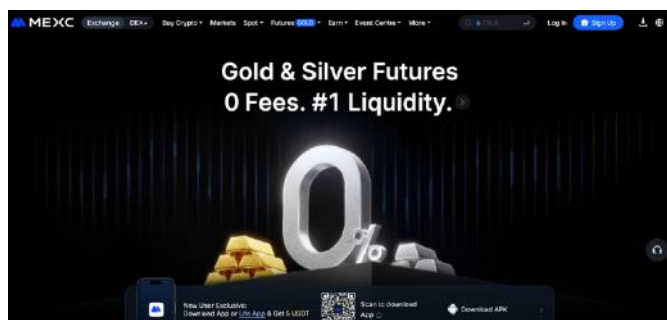 MEXC Exchange DEX+ Buy Crypto Markets Spot Futures GOLD Earn Event Centre More TSLA Log In Sign Up
Gold & Silver Futures
0 Fees. #1 Liquidity.
0%
New User Exclusive:
Download App or Lite App & Get 5 USDT
Scan to download
App
Download APK